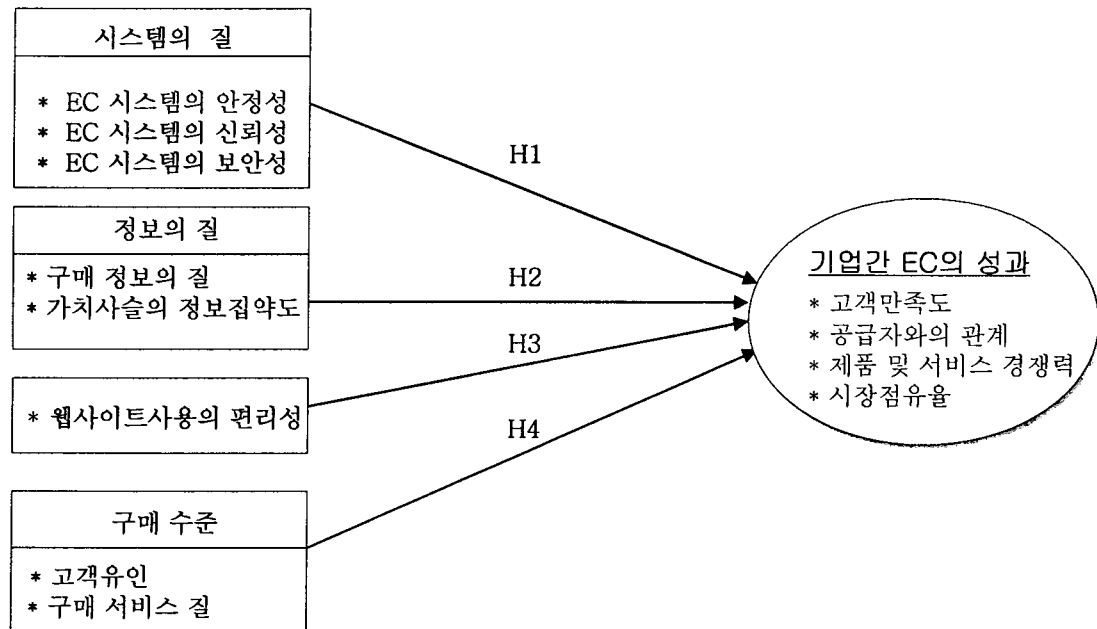 시스템의 질
* EC 시스템의 안정성
* EC 시스템의 신뢰성
* EC 시스템의 보안성
정보의 질
* 구매 정보의 질
* 가치사슬의 정보집약도
* 웹사이트사용의 편리성
구매 수준
* 고객유인
* 구매 서비스 질
H1
H2
H3
H4
기업간 EC의 성과
* 고객만족도
* 공급자와의 관계
* 제품 및 서비스 경쟁력
* 시장점유율